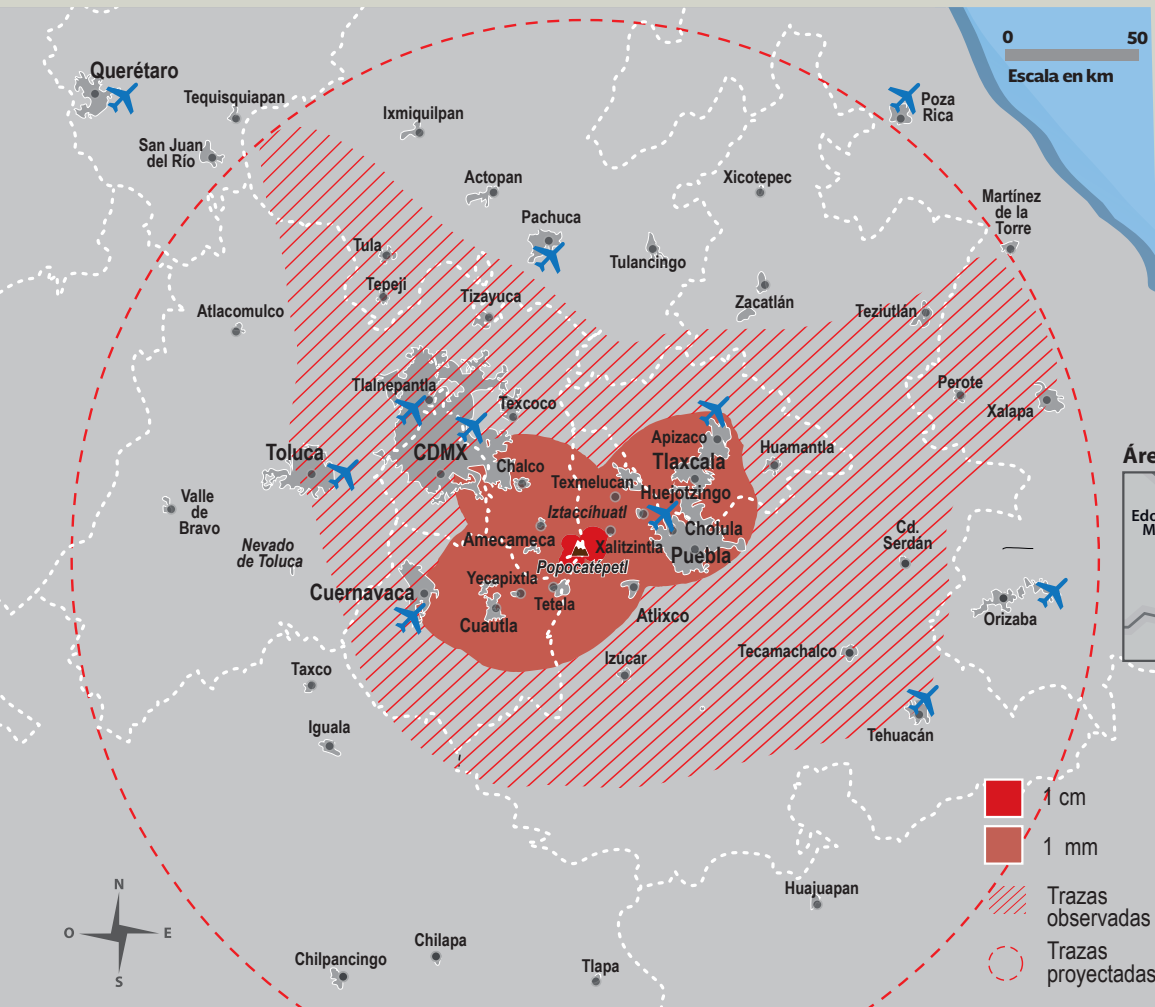 0 50
Escala en km
Querétaro
Tequisquiapan
San Juan
del Río
Ixmiquilpan
Poza
Rica
Actopan
Xicotepec
Martínez
de la
Torre
Pachuca
Tula
Tulancingo
Tepeji
Tizayuca
Zacatlán
Atlacomulco
Teziutlán
Tlalnepantla
Texcoco
Perote
Xalapa
Apizaco
Toluca
CDMX
Chalco
Tlaxcala
Huamantla
Texmelucan
Huejotzingo
Iztaccíhuatl
Valle
de
Bravo
Nevado
de Toluca
Amecameca
Xalitzintla
Cholula
Puebla
Cd.
Serdán
Popocatépetl
Yecapixtla
Cuernavaca
Tetela
Cuautla
Atlixco
Orizaba
Izúcar
Tecamachalco
Taxco
Iguala
Tehuacán
Huajuapan
Chilapa
Chilpancingo
Tlapa
N
O E
S
1 cm
1 mm
Trazas
observadas
Trazas
proyectadas
Áre
Edo
M